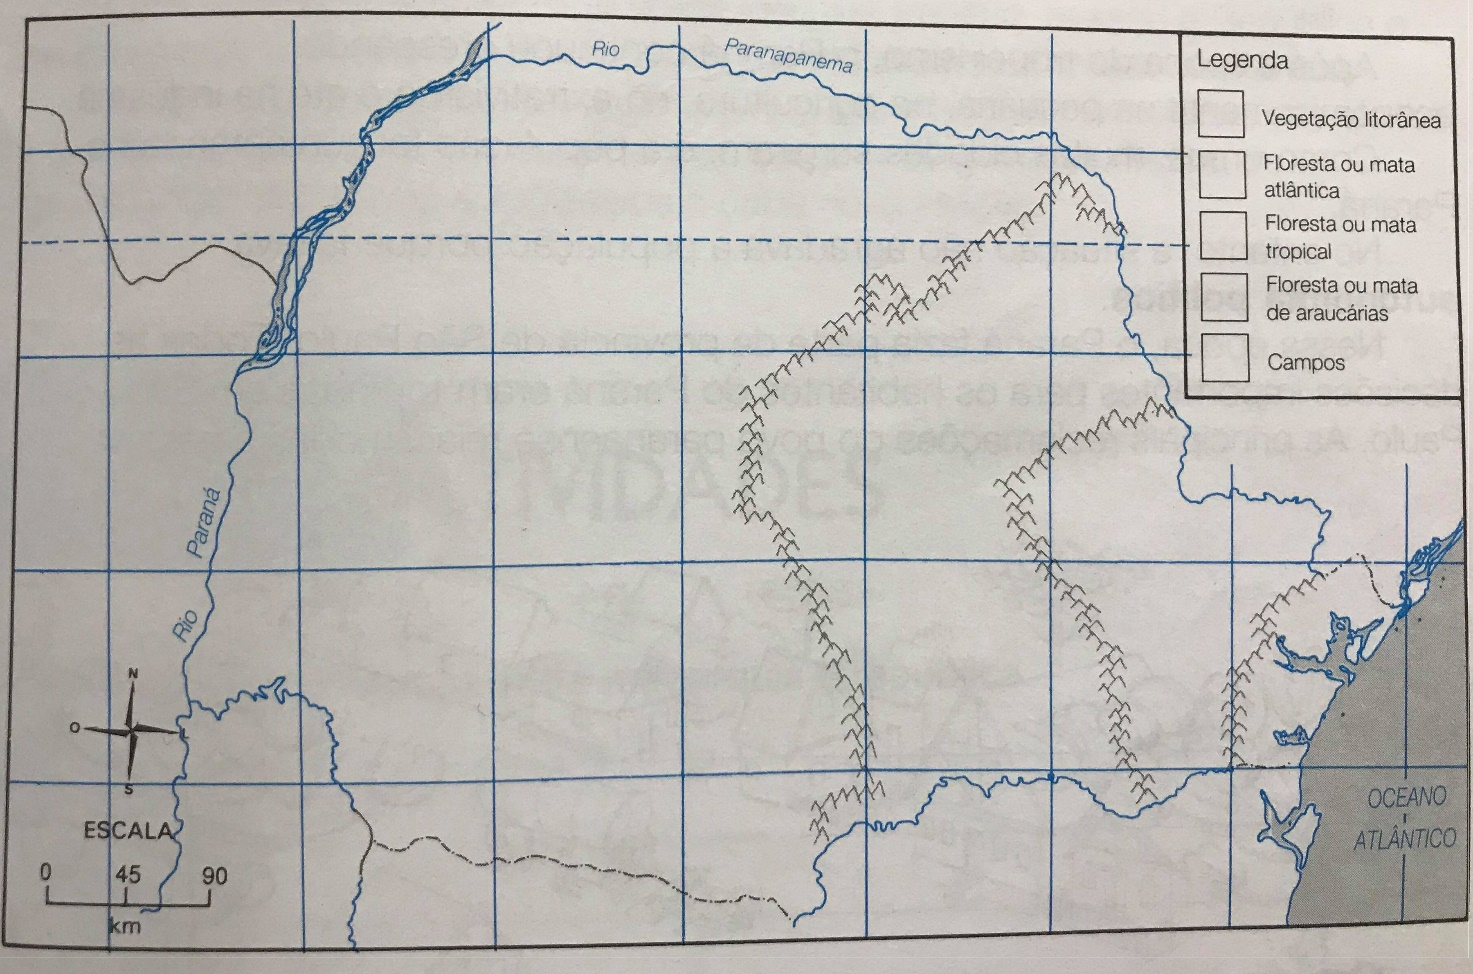 Rio
Paranapanema
Legenda
Vegetação litorânea
Floresta ou mata
atlântica
Floresta ou mata
tropical
Floresta ou mata
de araucárias
Campos
Paraná
Rio
N
O
S
ESCALA
0 45 90
km
OCEANO
ATLÂNTICO